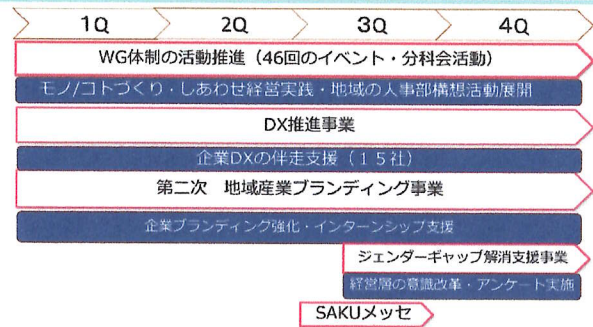 1Q 2Q 3Q 4Q
WG体制の活動推進（46回のイベント・分科会活動）
モノ/コトづくり・しあわせ経営実践・地域の人事部構想活動展開
DX推進事業
企業DXの伴走支援（１５社）
第二次　地域産業ブランディング事業
企業ブランディング強化・インターンシップ支援
ジェンダーギャップ解消支援事業
経営層の意識改革・アンケート実施
SAKUメッセ